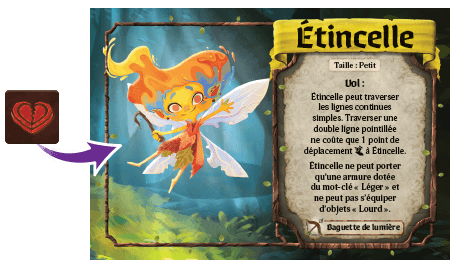 Étincelle
Taille : Petit
Vol :
Étincelle peut traverser
les lignes continues
simples. Traverser une
double ligne pointillée
ne coûte que 1 point de
déplacement à Étincelle.
Étincelle ne peut porter
qu'une armure dotée
du mot-clé « Léger » et
ne peut pas s'équiper
d'objets « Lourd ».
Baguette de lumière